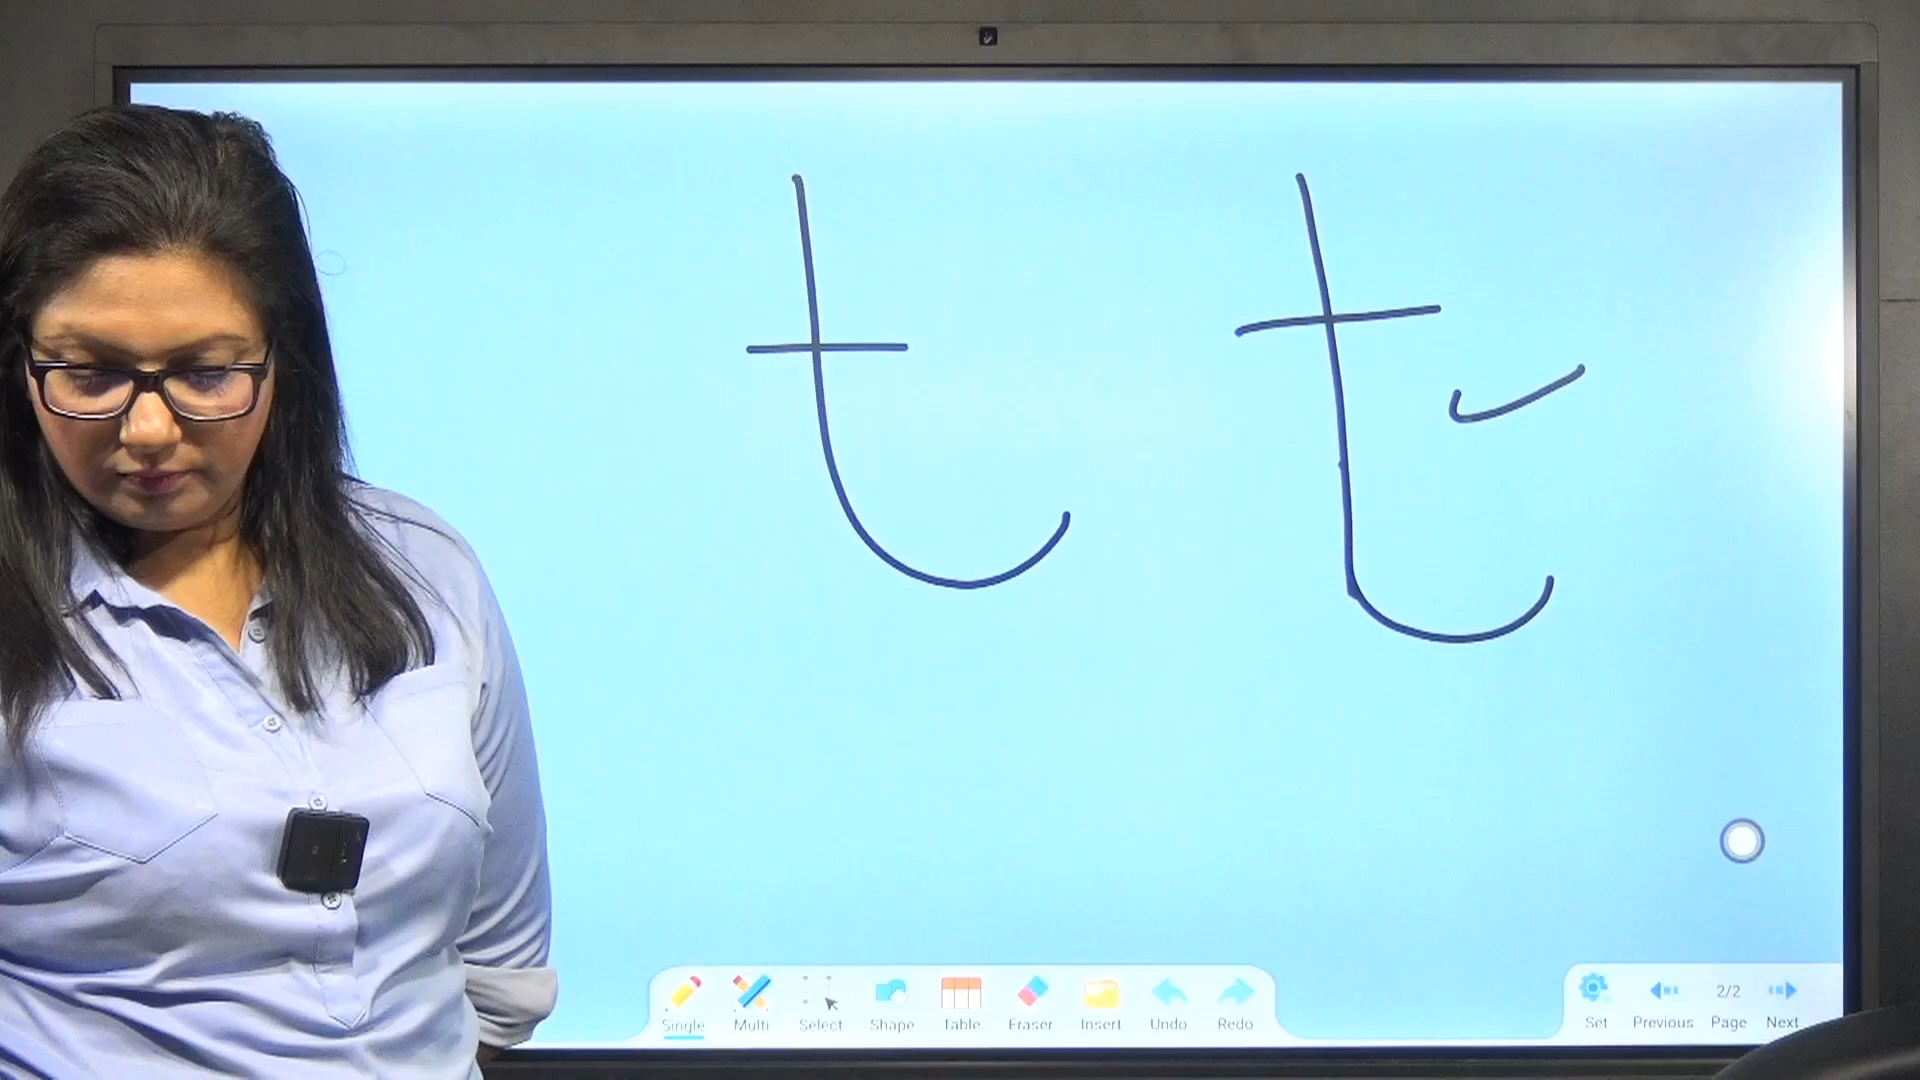 t t ✓
Single Multi Select Shape Table Eraser Insert Undo Redo
Set Previous 2/2 Page Next